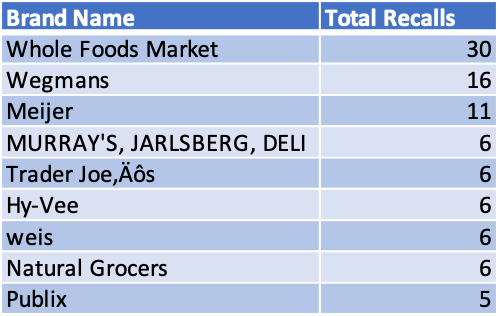 Brand Name Total Recalls
Whole Foods Market 30
Wegmans 16
Meijer 11
MURRAY'S, JARLSBERG, DELI 6
Trader Joe‚Äôs 6
Hy-Vee 6
weis 6
Natural Grocers 6
Publix 5